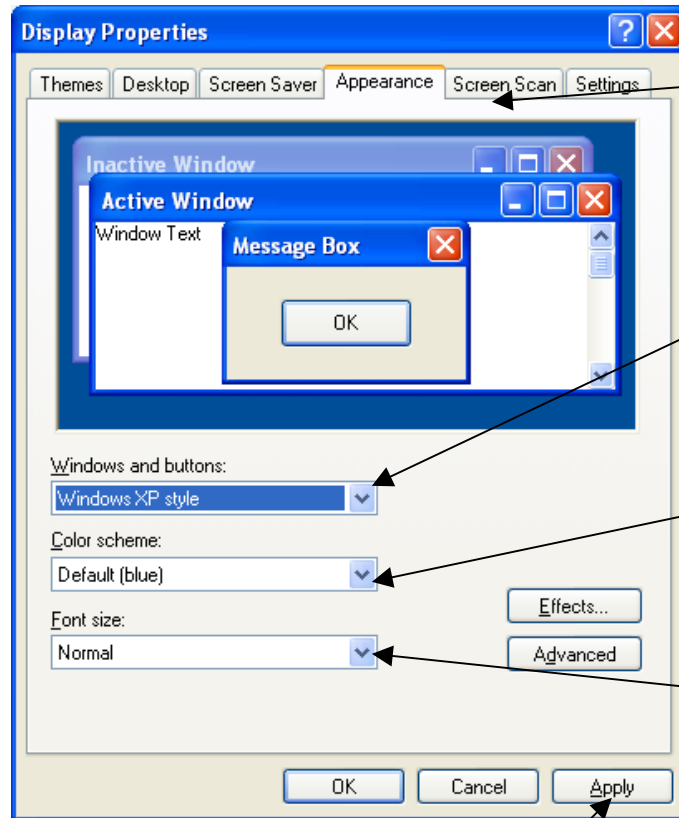 Display Properties
Themes Desktop Screen Saver Appearance Screen Scan Settings
Inactive Window
Active Window
Window Text
Message Box
OK
Windows and buttons:
Windows XP style
Color scheme:
Default (blue)
Effects...
Font size:
Normal
Advanced
OK Cancel Apply